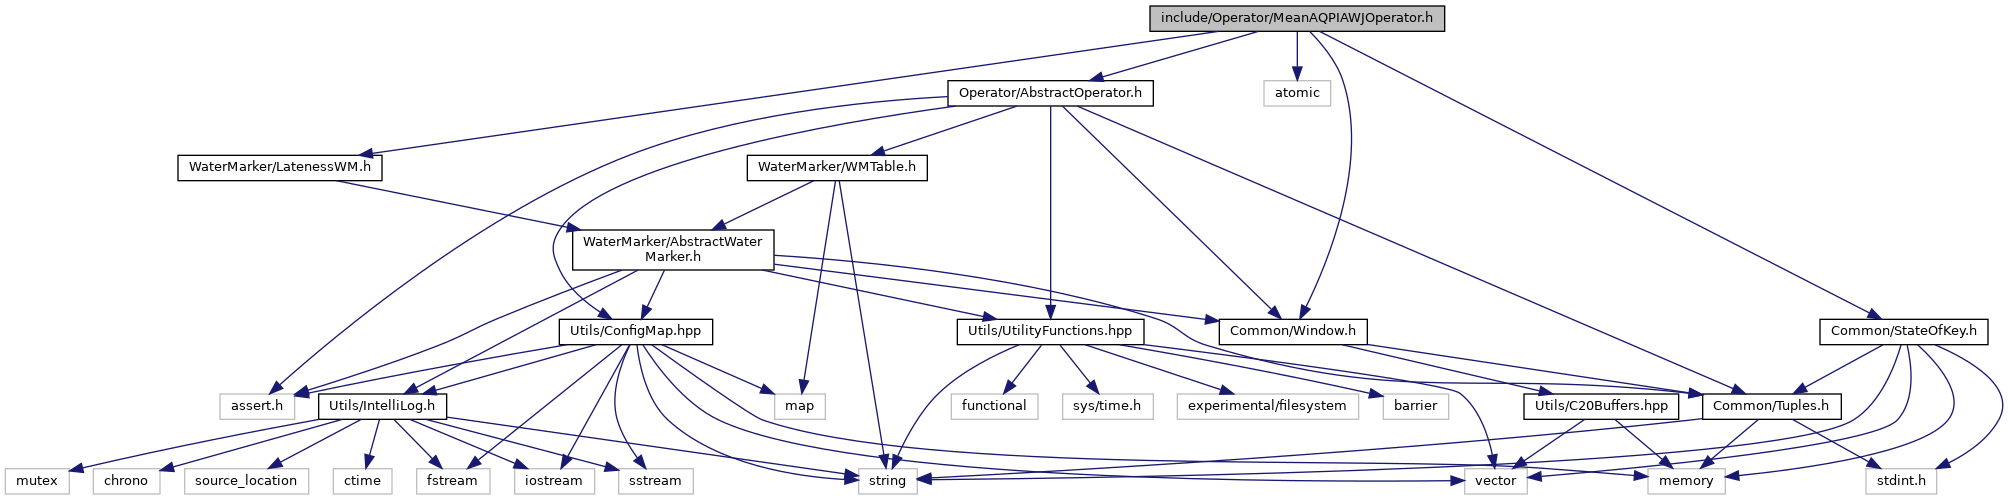 include/Operator/MeanAQPIAWJOperator.h
Operator/AbstractOperator.h
atomic
WaterMarker/LatenessWM.h
WaterMarker/WMTable.h
WaterMarker/AbstractWater
Marker.h
Utils/ConfigMap.hpp
Utils/UtilityFunctions.hpp
Common/Window.h
Common/StateOfKey.h
assert.h
Utils/IntelliLog.h
map
functional
sys/time.h
experimental/filesystem
barrier
Utils/C20Buffers.hpp
Common/Tuples.h
mutex
chrono
source_location
ctime
fstream
iostream
sstream
string
vector
memory
stdint.h